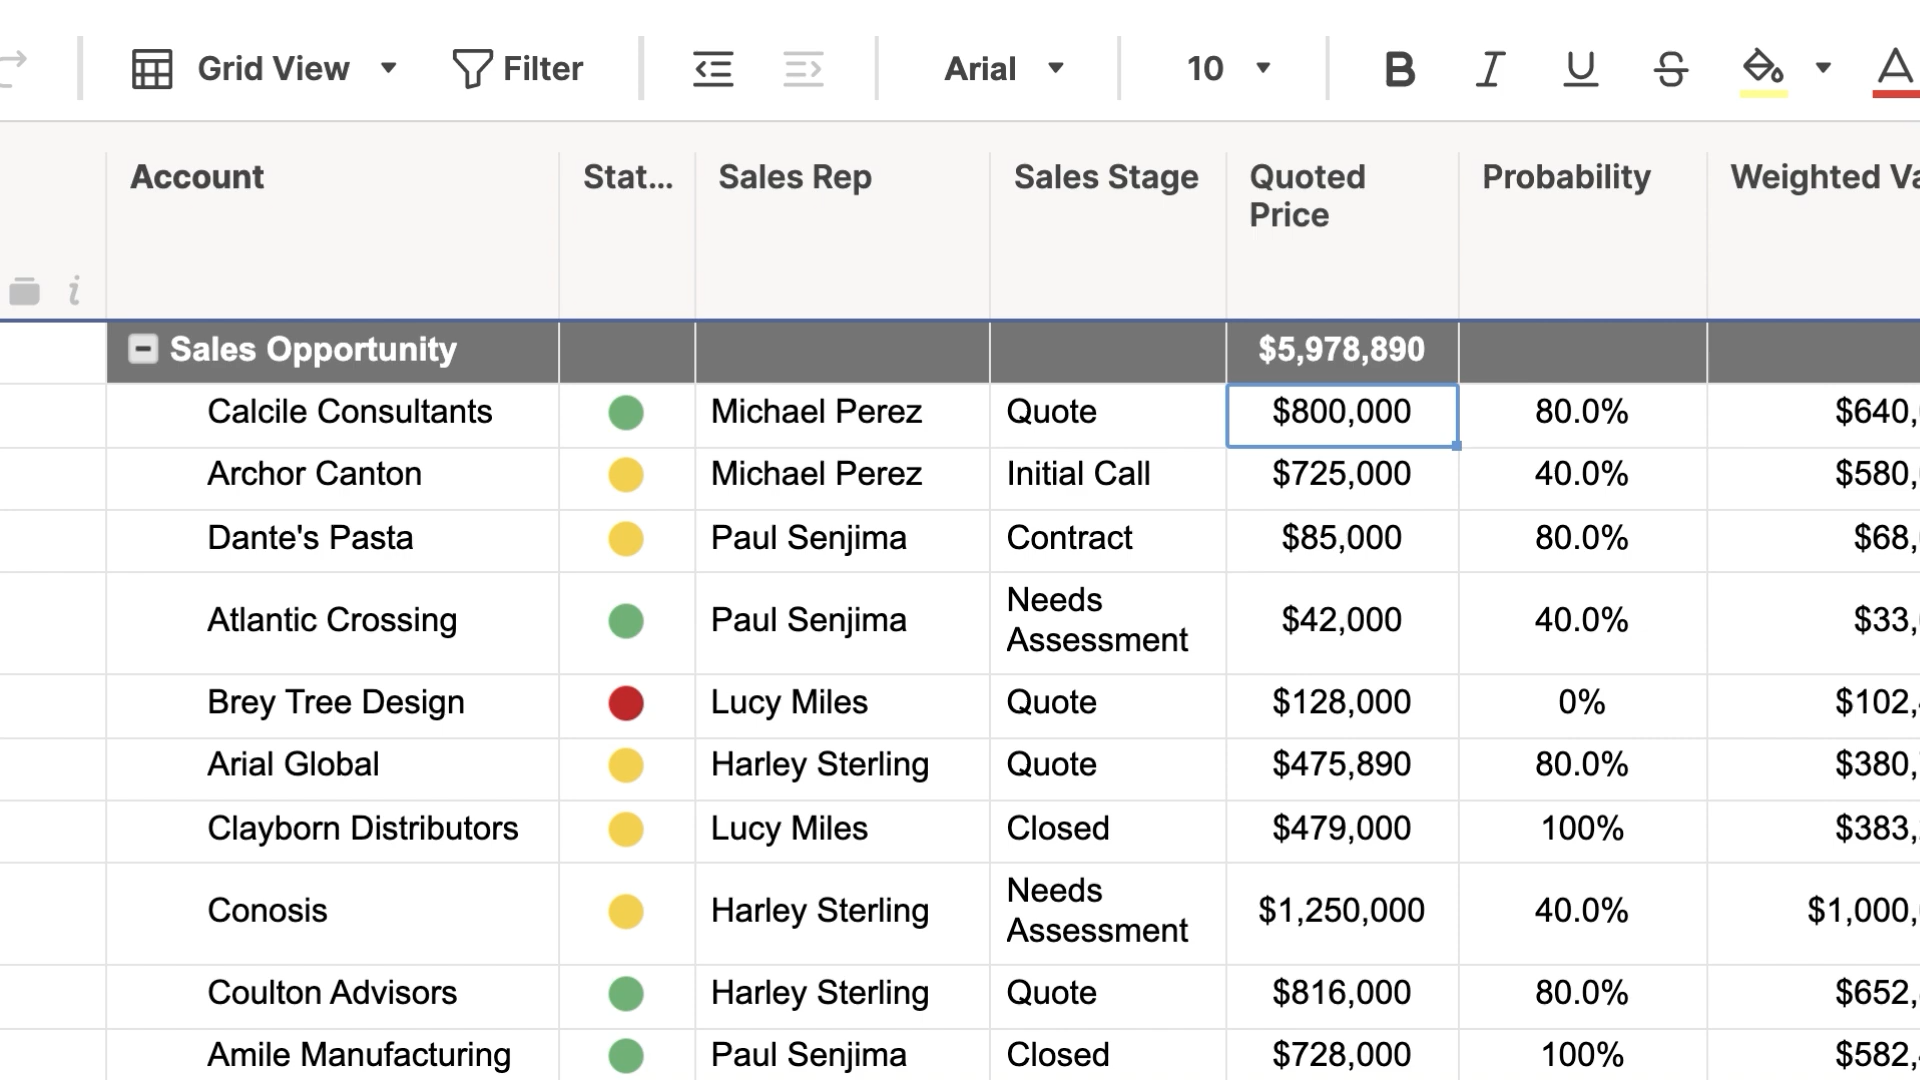 Grid View Filter Arial 10 B I U S A
Account Stat... Sales Rep Sales Stage Quoted Price Probability Weighted Va
i
Sales Opportunity $5,978,890
Calcile Consultants Michael Perez Quote $800,000 80.0% $640,
Archor Canton Michael Perez Initial Call $725,000 40.0% $580,
Dante's Pasta Paul Senjima Contract $85,000 80.0% $68,
Atlantic Crossing Paul Senjima Needs Assessment $42,000 40.0% $33,
Brey Tree Design Lucy Miles Quote $128,000 0% $102,
Arial Global Harley Sterling Quote $475,890 80.0% $380,
Clayborn Distributors Lucy Miles Closed $479,000 100% $383,
Conosis Harley Sterling Needs Assessment $1,250,000 40.0% $1,000,
Coulton Advisors Harley Sterling Quote $816,000 80.0% $652,
Amile Manufacturing Paul Senjima Closed $728,000 100% $582,